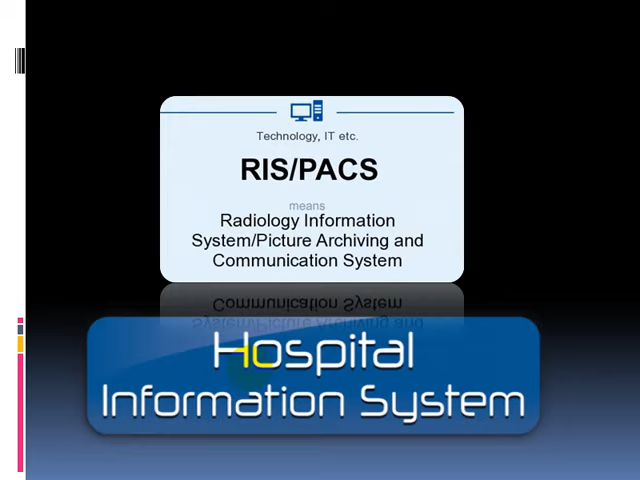 Technology, IT etc.
RIS/PACS
means
Radiology Information
System/Picture Archiving and
Communication System
Hospital
Information System